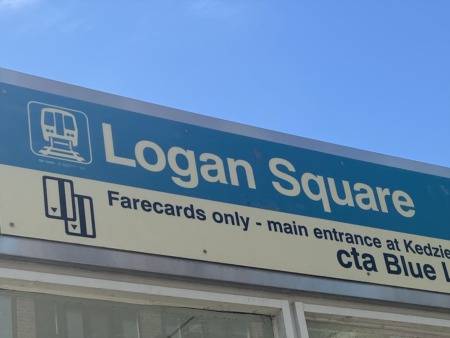 Logan Square
Farecards only - main entrance at Kedzie
cta Blue L